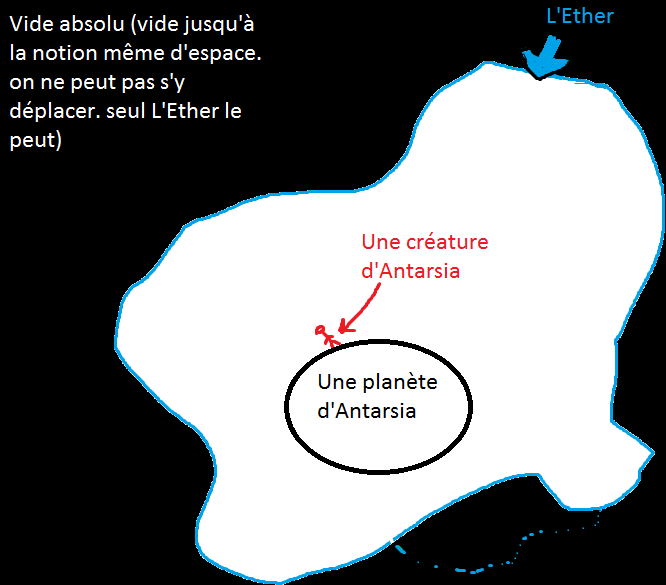 Vide absolu (vide jusqu'à
la notion même d'espace.
on ne peut pas s'y
déplacer. seul L'Ether le
peut)
L'Ether
Une créature
d'Antarsia
Une planète
d'Antarsia